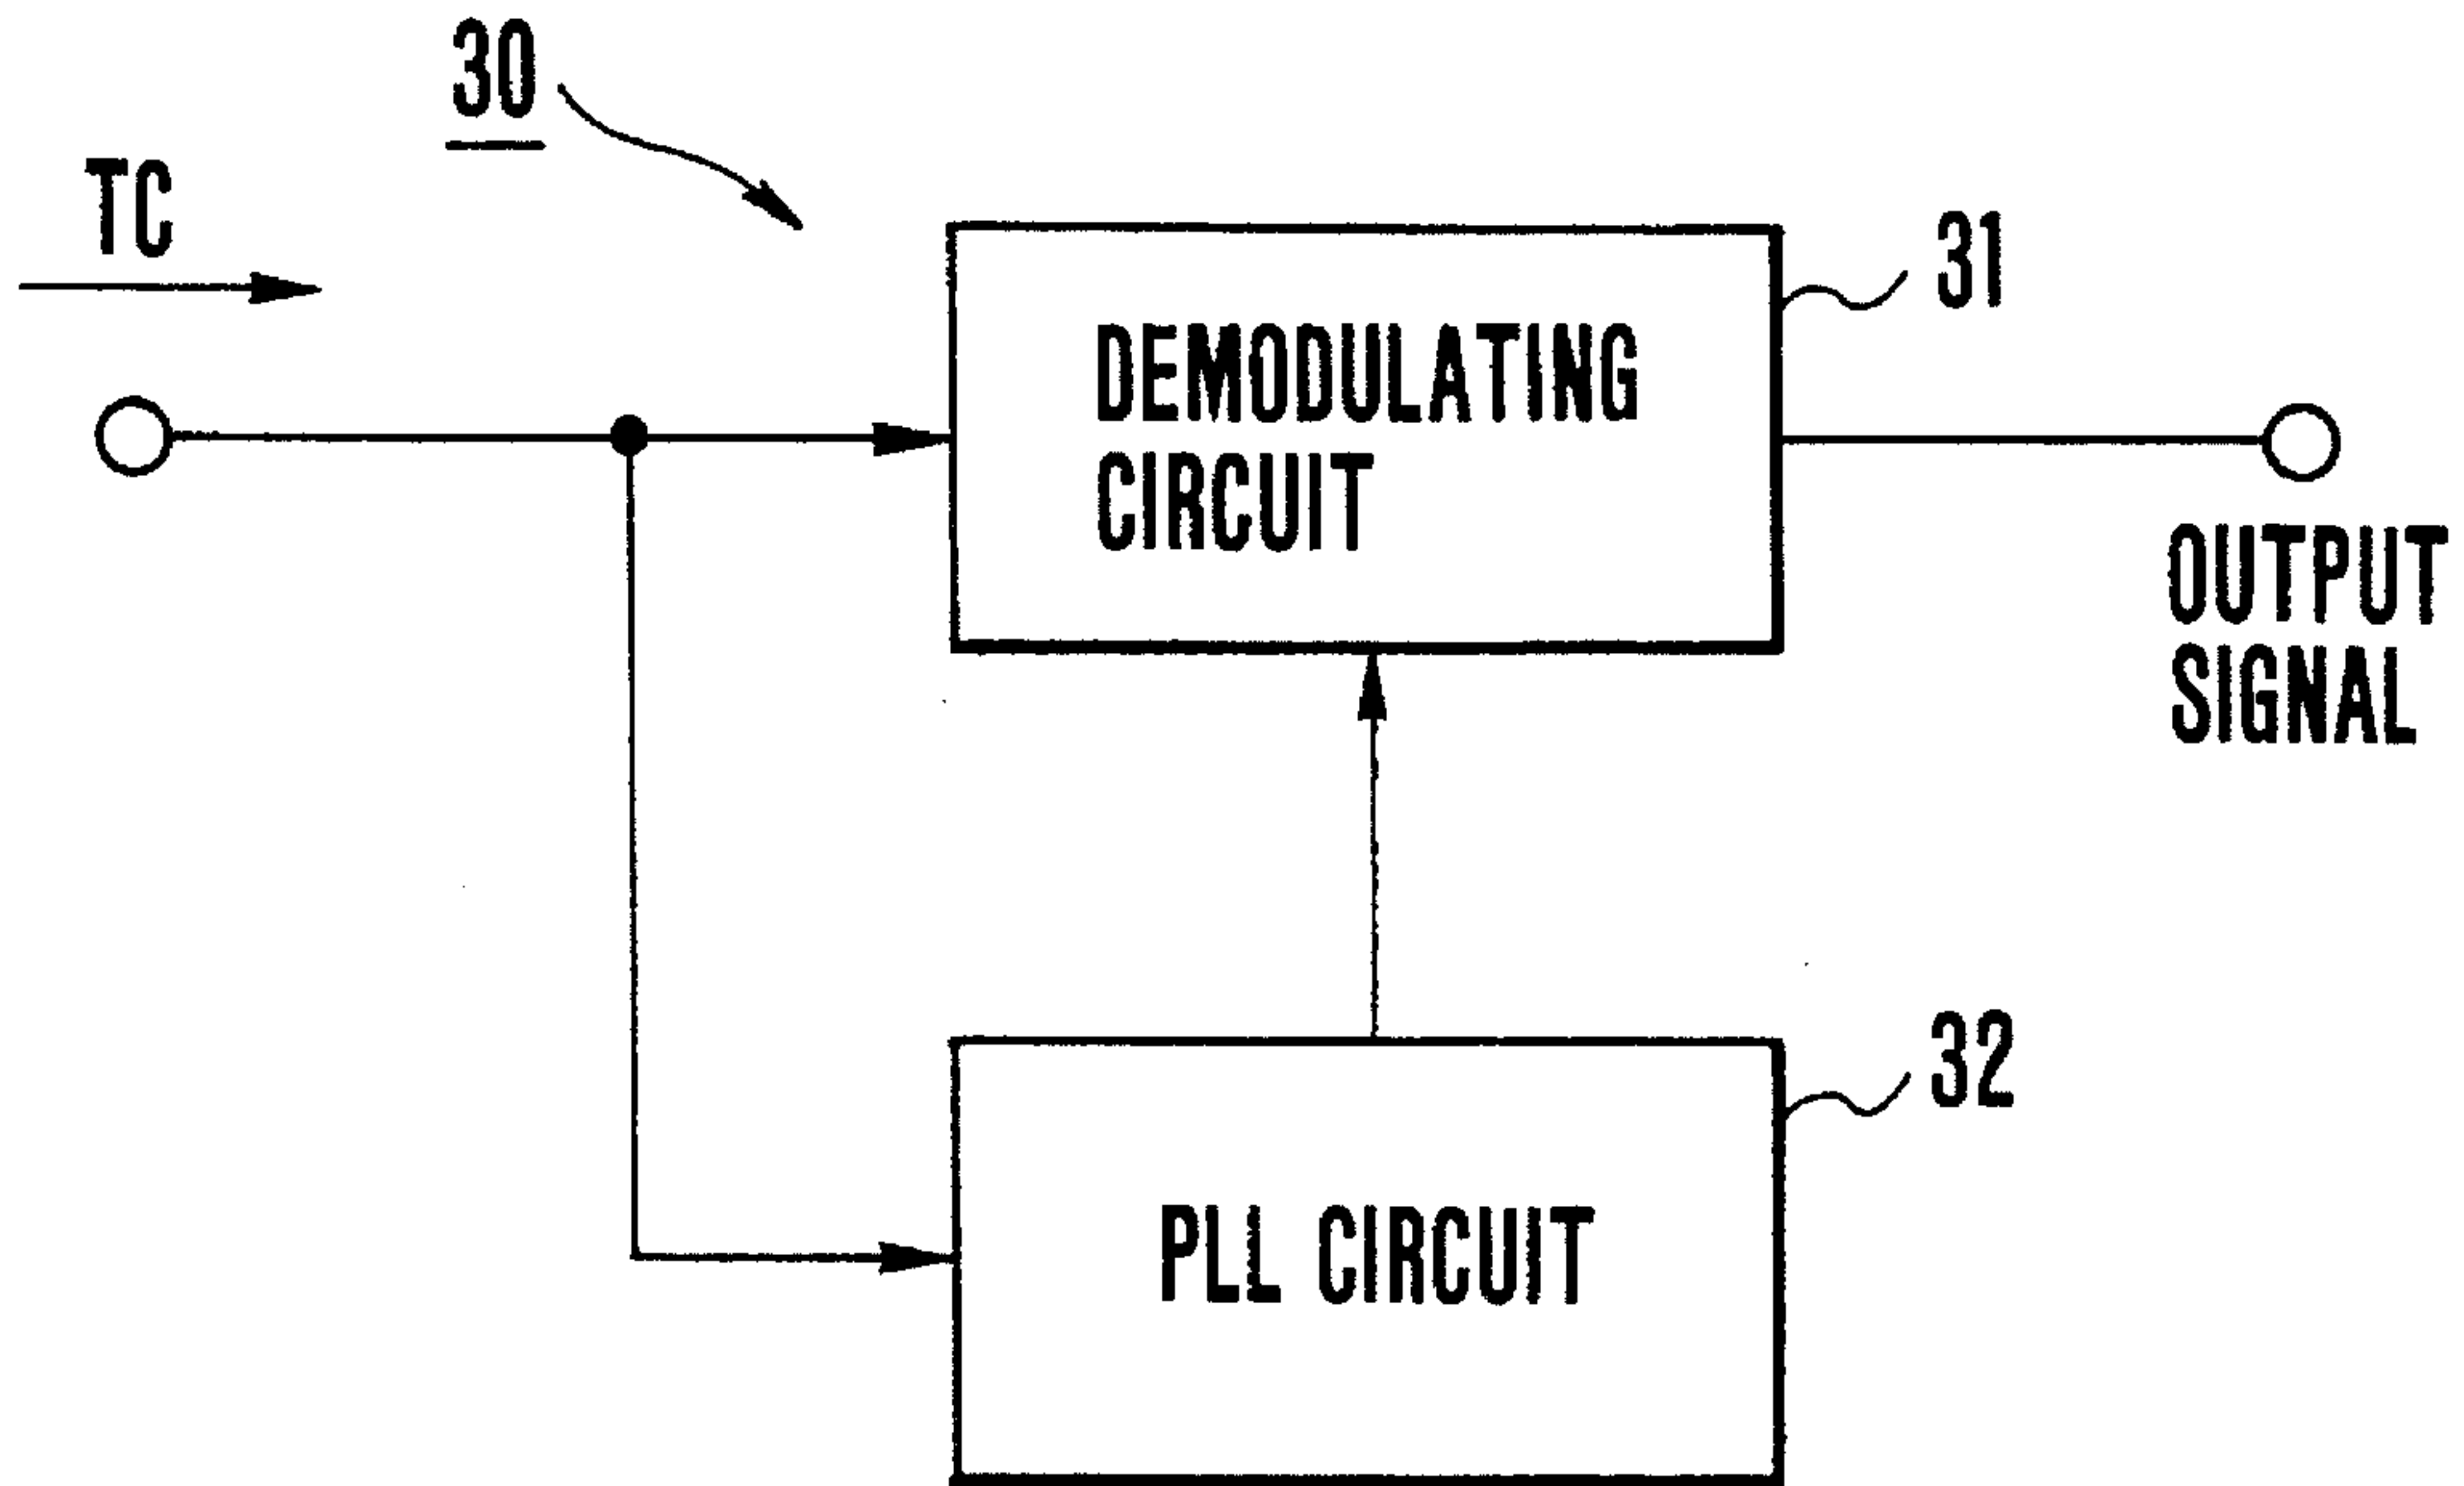 30
TC
31
DEMODULATING
CIRCUIT
OUTPUT
SIGNAL
32
PLL CIRCUIT